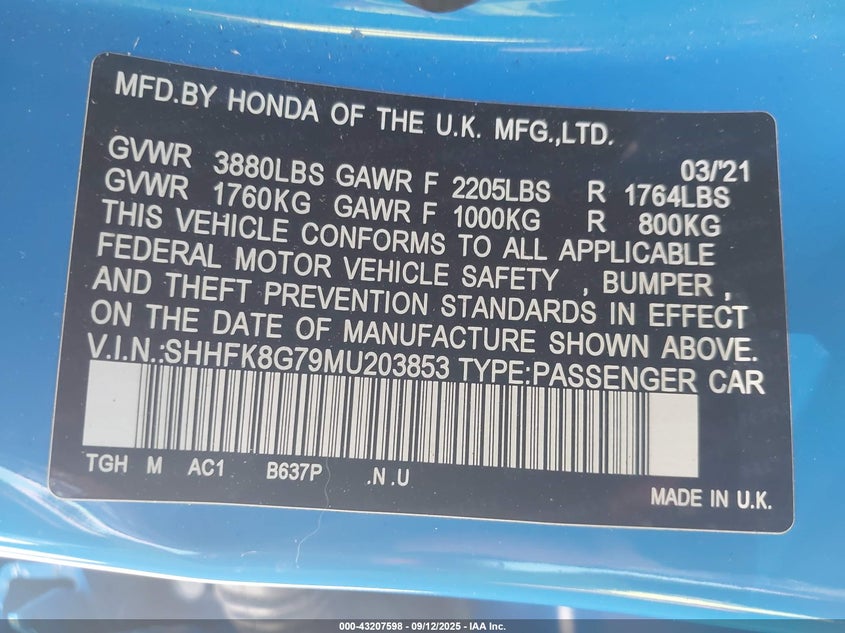 MFD.BY HONDA OF THE U.K. MFG.,LTD.
03/'21
GVWR 3880LBS GAWR F 2205LBS R 1764LBS
GVWR 1760KG GAWR F 1000KG R 800KG
THIS VEHICLE CONFORMS TO ALL APPLICABLE
FEDERAL MOTOR VEHICLE SAFETY , BUMPER ,
AND THEFT PREVENTION STANDARDS IN EFFECT
ON THE DATE OF MANUFACTURE SHOWN ABOVE.
V.I.N.:SHHFK8G79MU203853 TYPE:PASSENGER CAR
TGH M AC1 B637P .N .U
MADE IN U.K.
000-43207598 - 09/12/2025 - IAA Inc.